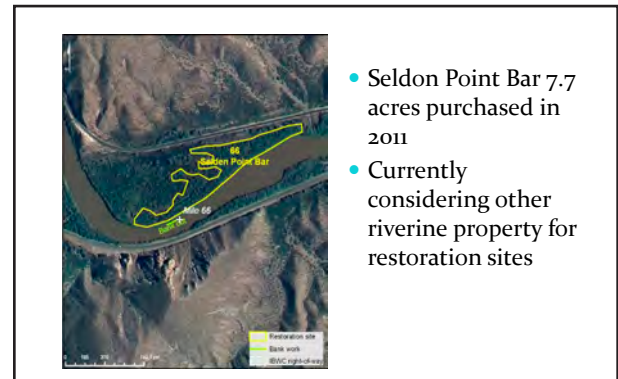 66
Selden Point Bar
Mile 66
Restoration site
Bank work
IBWC right-of-way
• Seldon Point Bar 7.7
acres purchased in
2011
• Currently
considering other
riverine property for
restoration sites